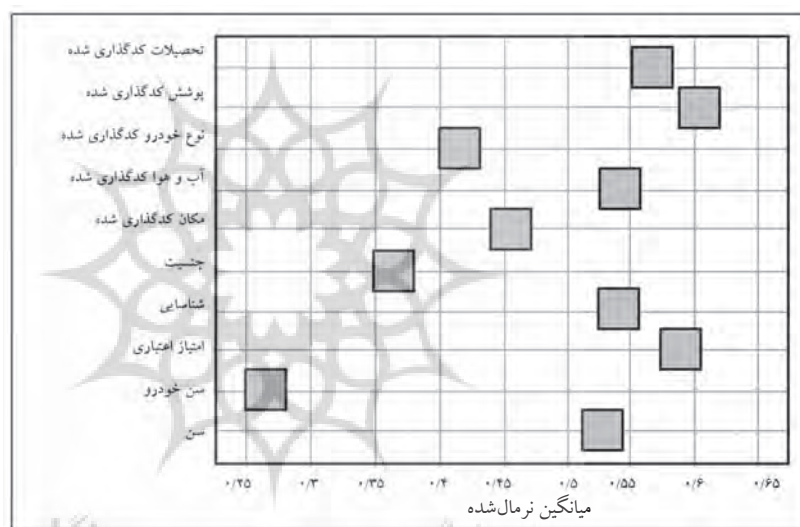 تحصیلات کدگذاری شده
پوشش کدگذاری شده
نوع خودرو کدگذاری شده
آب و هوا کدگذاری شده
مکان کدگذاری شده
جنسیت
شناسایی
امتیاز اعتباری
سن خودرو
سن
۰/۲۵ ۰/۳ ۰/۳۵ ۰/۴ ۰/۴۵ ۰/۵ ۰/۵۵ ۰/۶ ۰/۶۵
میانگین نرمال‌شده